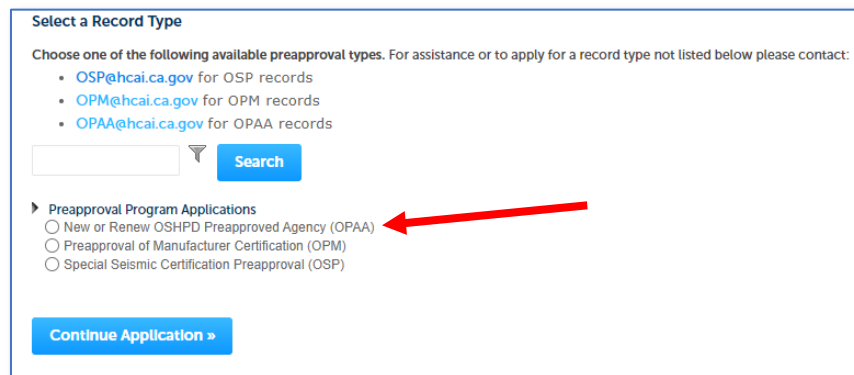 Select a Record Type
Choose one of the following available preapproval types. For assistance or to apply for a record type not listed below please contact:
• OSP@hcai.ca.gov for OSP records
• OPM@hcai.ca.gov for OPM records
• OPAA@hcai.ca.gov for OPAA records
Search
Preapproval Program Applications
New or Renew OSHPD Preapproved Agency (OPAA)
Preapproval of Manufacturer Certification (OPM)
Special Seismic Certification Preapproval (OSP)
Continue Application »